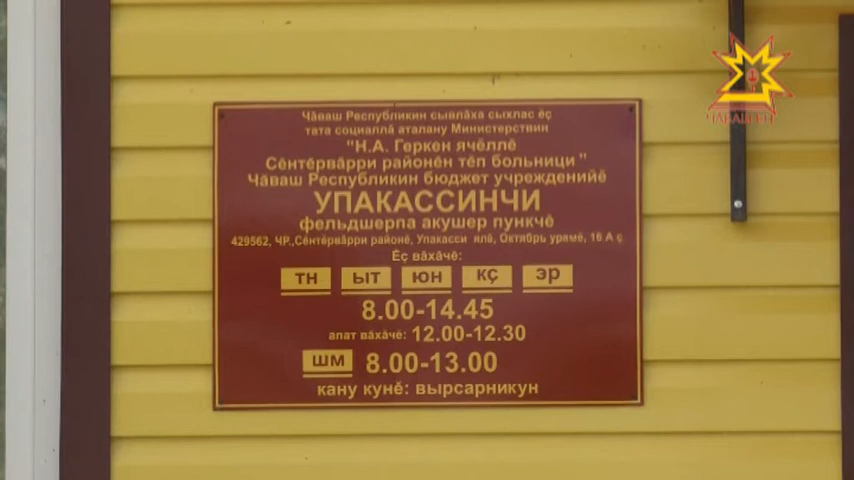 ЧӐВАШ ЕН
Чӑваш Республикин сывлӑха сыхлас ӗҫ
тата социаллӑ аталану Министерствин
"Н.А. Геркен ячӗллӗ
Сӗнтӗрвӑрри районӗн тӗп больници"
Чӑваш Республикин бюджет учрежденийӗ
УПАКАССИНЧИ
фельдшерпа акушер пункчӗ
429562, ЧР.,Сӗнтӗрвӑрри районӗ, Упакасси ялӗ, Октябрь урамӗ, 16 А ҫ
Ӗҫ вӑхӑчӗ:
тн ыт юн кҫ эр
8.00-14.45
апат вӑхӑчӗ: 12.00-12.30
шм 8.00-13.00
кану кунӗ: вырсарникун